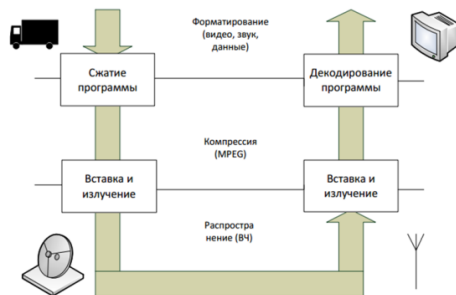 Форматирование
(видео, звук,
данные)
Сжатие
программы
Декодирование
программы
Компрессия
(MPEG)
Вставка и
излучение
Вставка и
излучение
Распростра
нение (ВЧ)